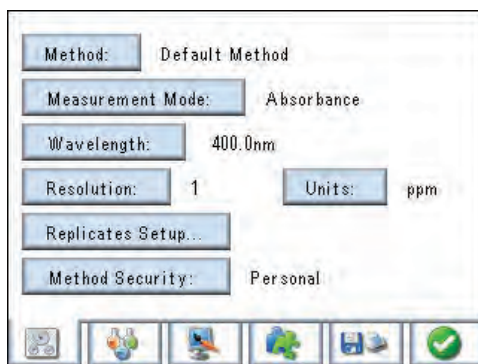 Method: Default Method
Measurement Mode: Absorbance
Wavelength: 400.0nm
Resolution: 1 Units: ppm
Replicates Setup...
Method Security: Personal